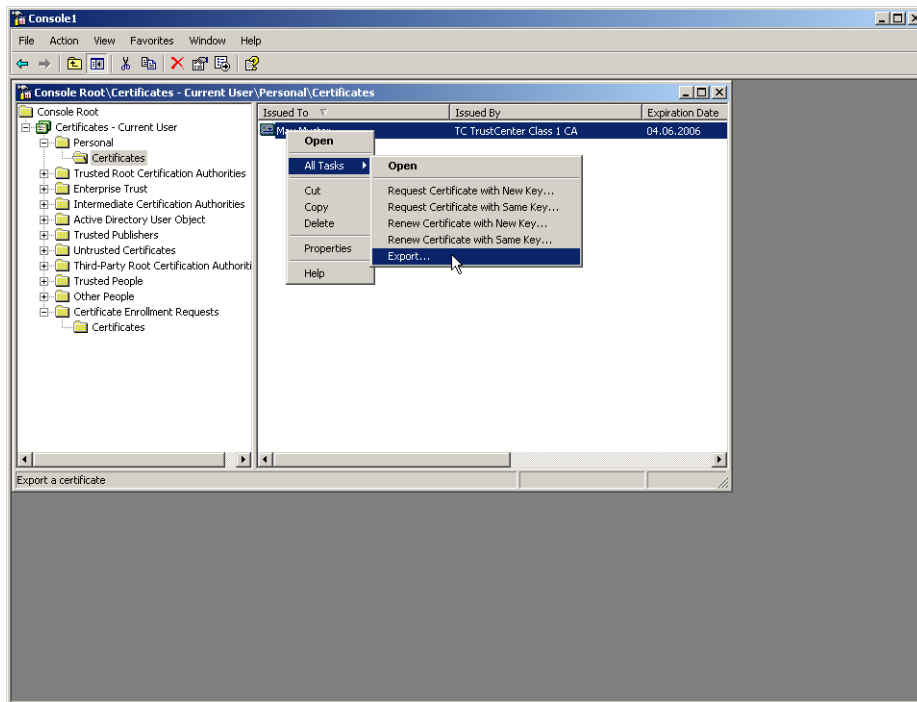 Console1
File Action View Favorites Window Help
Console Root\Certificates - Current User\Personal\Certificates
Console Root
Certificates - Current User
Personal
Certificates
Trusted Root Certification Authorities
Enterprise Trust
Intermediate Certification Authorities
Active Directory User Object
Trusted Publishers
Untrusted Certificates
Third-Party Root Certification Authoriti
Trusted People
Other People
Certificate Enrollment Requests
Certificates
Issued To Issued By Expiration Date
TC TrustCenter Class 1 CA 04.06.2006
Open
All Tasks
Cut
Copy
Delete
Properties
Help
Open
Request Certificate with New Key...
Request Certificate with Same Key...
Renew Certificate with New Key...
Renew Certificate with Same Key...
Export...
Export a certificate